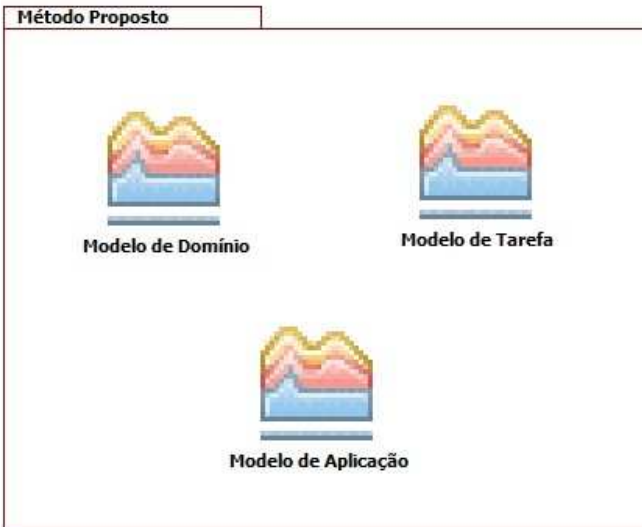 Método Proposto
Modelo de Domínio
Modelo de Tarefa
Modelo de Aplicação